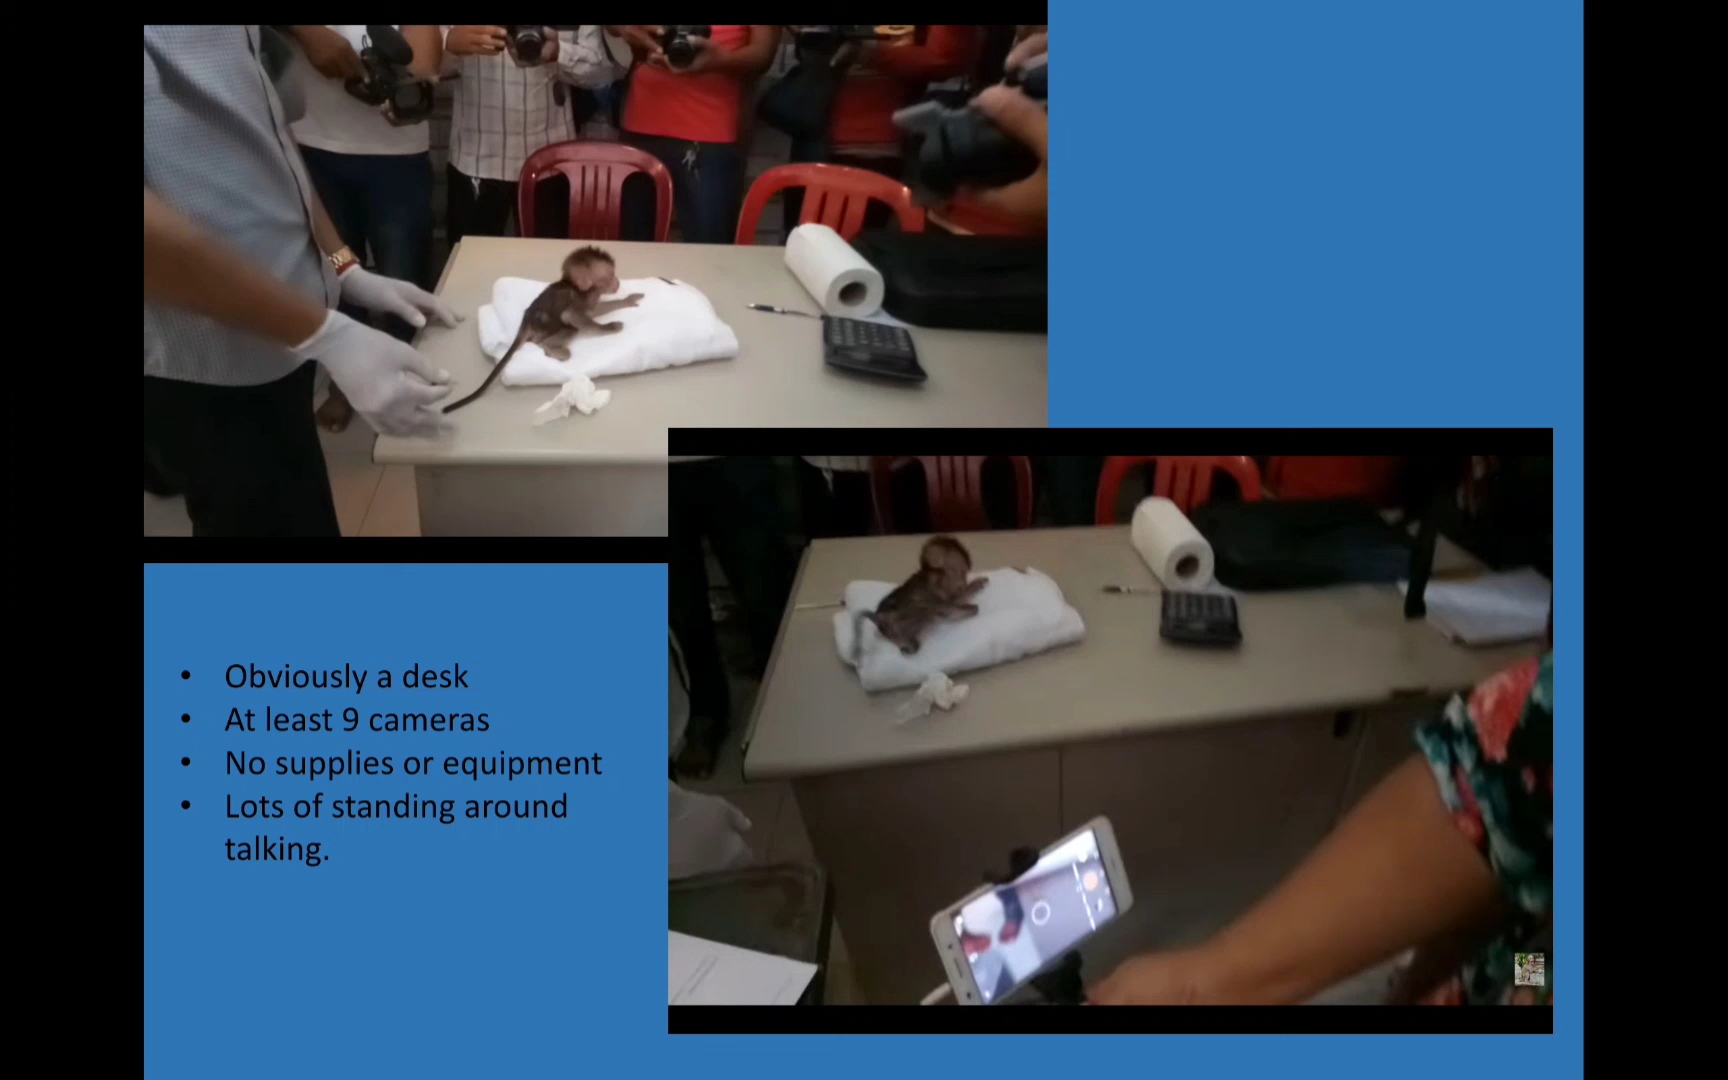 • Obviously a desk
• At least 9 cameras
• No supplies or equipment
• Lots of standing around
talking.